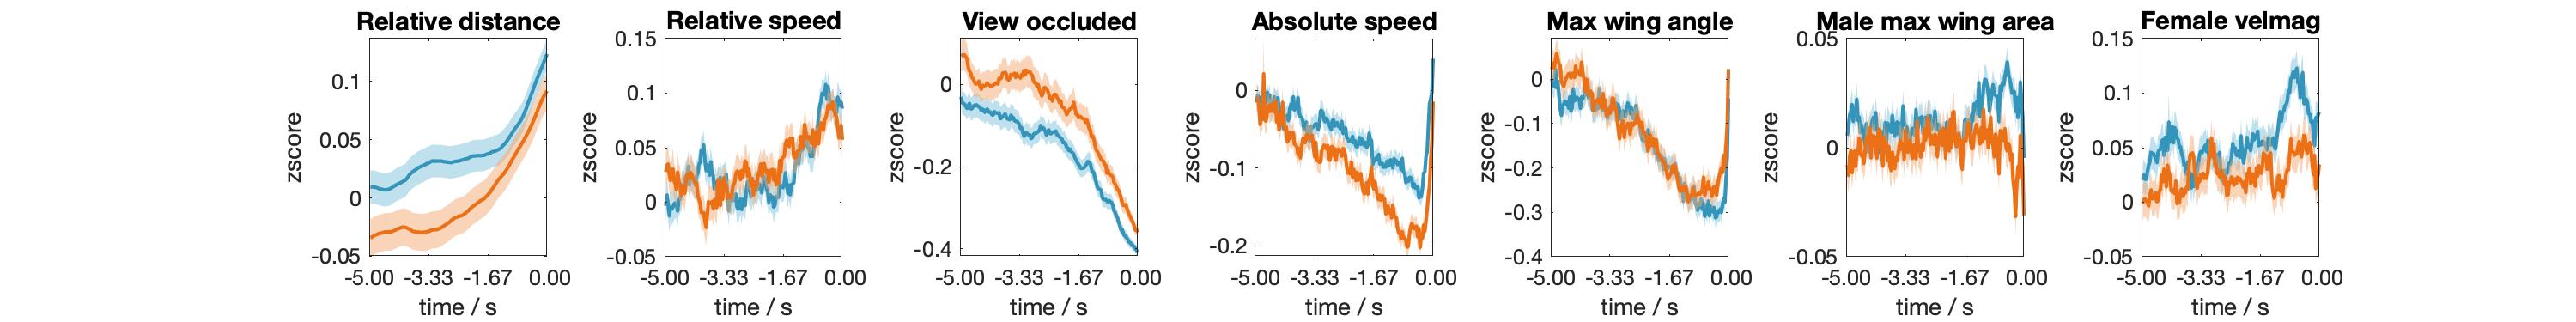 Relative distance
0.1
0.05
0
-0.05
zscore
-5.00 -3.33 -1.67 0.00
time / s
Relative speed
0.15
0.1
0.05
0
-0.05
zscore
-5.00 -3.33 -1.67 0.00
time / s
View occluded
0
-0.2
-0.4
zscore
-5.00 -3.33 -1.67 0.00
time / s
Absolute speed
0
-0.1
-0.2
zscore
-5.00 -3.33 -1.67 0.00
time / s
Max wing angle
0
-0.1
-0.2
-0.3
-0.4
zscore
-5.00 -3.33 -1.67 0.00
time / s
Male max wing area
0.05
0
-0.05
zscore
-5.00 -3.33 -1.67 0.00
time / s
Female velmag
0.15
0.1
0.05
0
-0.05
zscore
-5.00 -3.33 -1.67 0.00
time / s